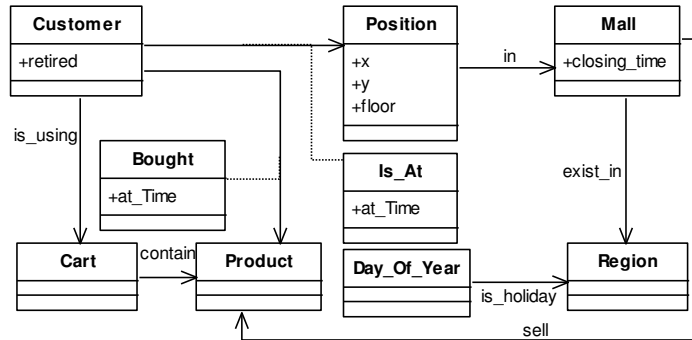 Customer
+retired
Position
+x
+y
+floor
in
Mall
+closing_time
is_using
Bought
+at_Time
Is_At
+at_Time
exist_in
Cart
contain
Product
Day_Of_Year
is_holiday
Region
sell